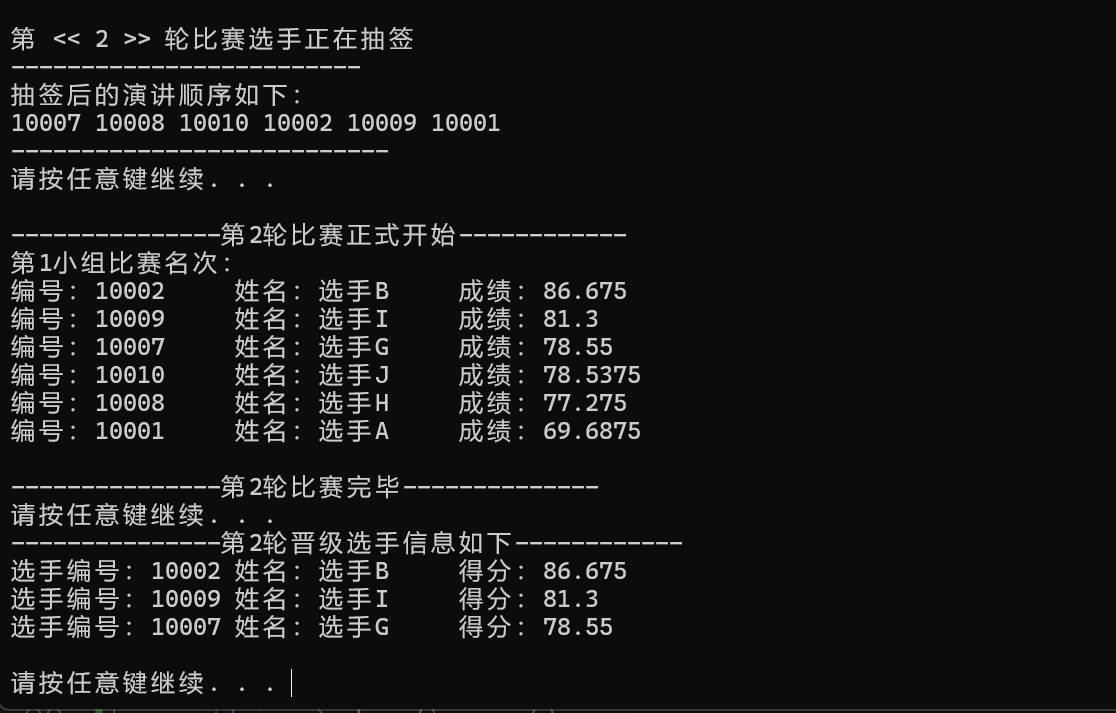 第 << 2 >> 轮比赛选手正在抽签
-------------------------
抽签后的演讲顺序如下：
10007 10008 10010 10002 10009 10001
---------------------------
请按任意键继续. . .
---------------第2轮比赛正式开始------------
第1小组比赛名次：
编号：10002     姓名：选手B     成绩：86.675
编号：10009     姓名：选手I     成绩：81.3
编号：10007     姓名：选手G     成绩：78.55
编号：10010     姓名：选手J     成绩：78.5375
编号：10008     姓名：选手H     成绩：77.275
编号：10001     姓名：选手A     成绩：69.6875
---------------第2轮比赛完毕--------------
请按任意键继续. . .
---------------第2轮晋级选手信息如下------------
选手编号：10002 姓名：选手B     得分：86.675
选手编号：10009 姓名：选手I     得分：81.3
选手编号：10007 姓名：选手G     得分：78.55
请按任意键继续. . .